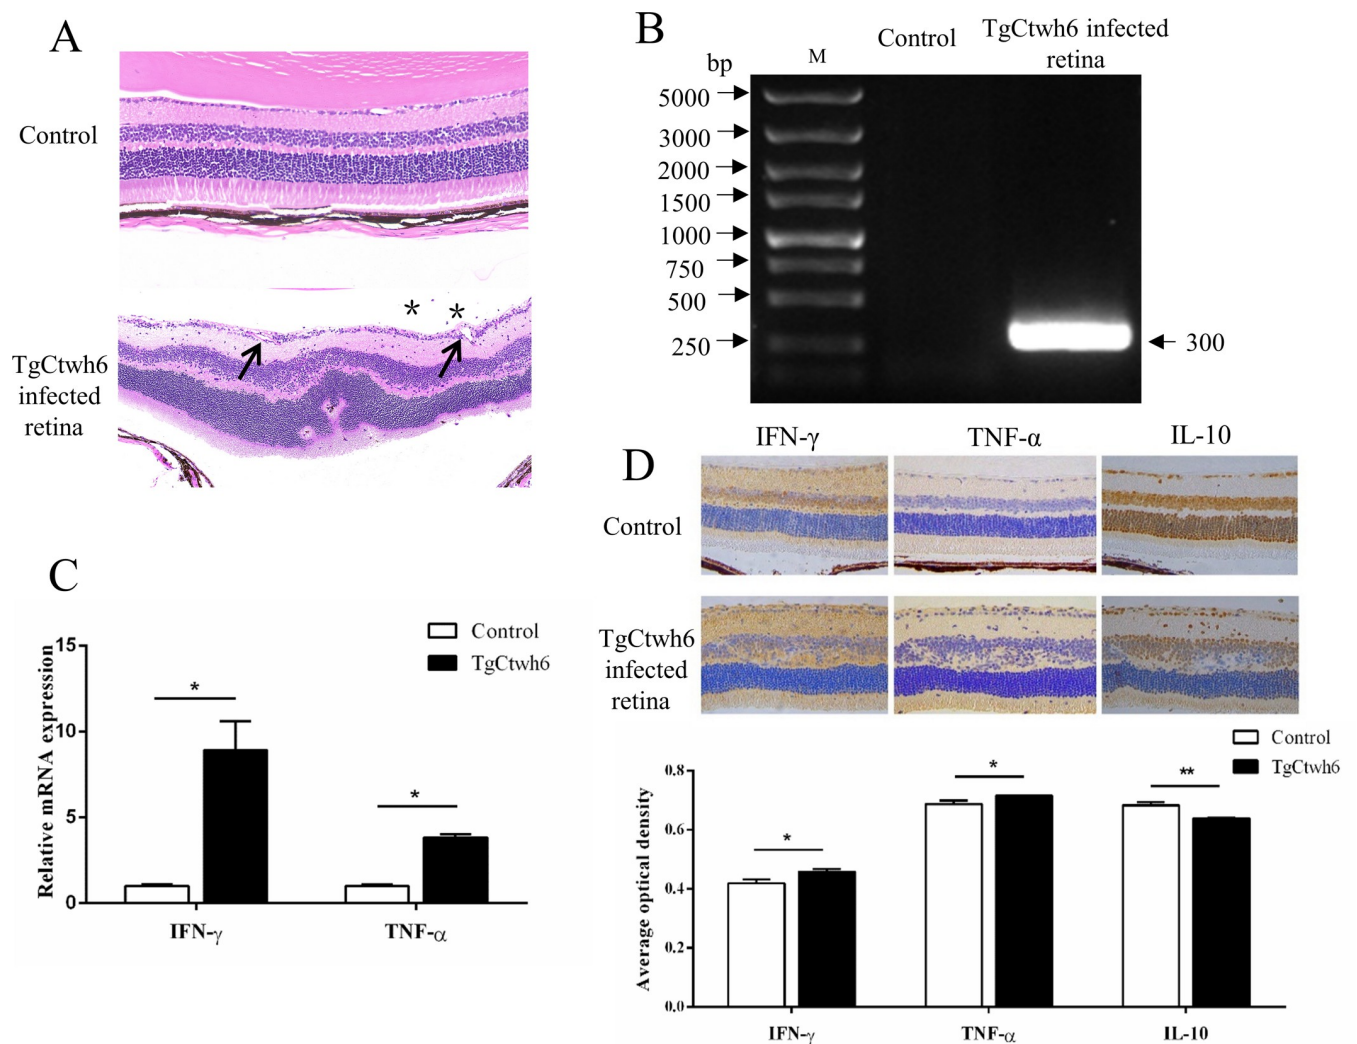 A
Control
TgCtwh6
infected
retina
* *
B
bp
M
Control
TgCtwh6 infected
retina
5000
3000
2000
1500
1000
750
500
250
300
C
Control
TgCtwh6
Relative mRNA expression
15
10
5
0
*
*
IFN-γ
TNF-α
D
IFN-γ
TNF-α
IL-10
Control
TgCtwh6
infected
retina
Control
TgCtwh6
Average optical density
0.8
0.6
0.4
0.2
0.0
*
*
**
IFN-γ
TNF-α
IL-10